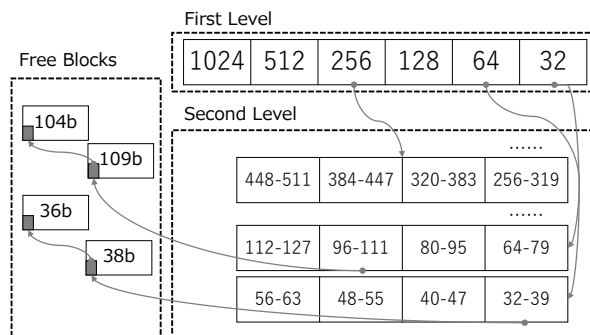 First Level
1024 512 256 128 64 32
Free Blocks
104b
109b
36b
38b
Second Level
......
448-511 384-447 320-383 256-319
......
112-127 96-111 80-95 64-79
56-63 48-55 40-47 32-39